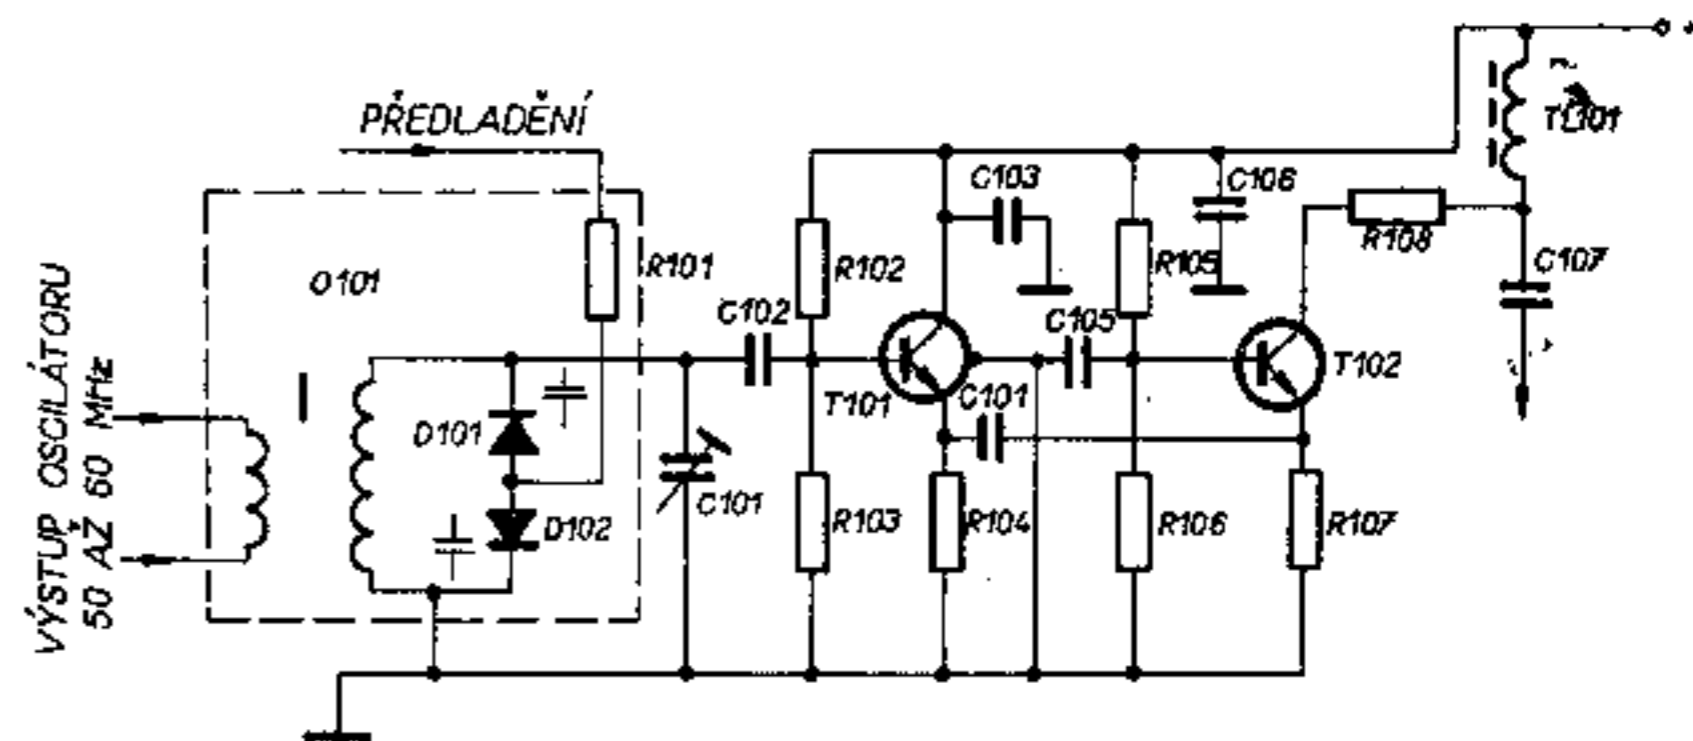 PŘEDLADĚNÍ
VÝSTUP OSCILÁTORU
50 AŽ 60 MHz
O101
R101
D101
D102
C101
C102
R102
R103
T101
C103
C101
R104
C105
R105
R106
C106
T102
R107
R108
TL101
C107